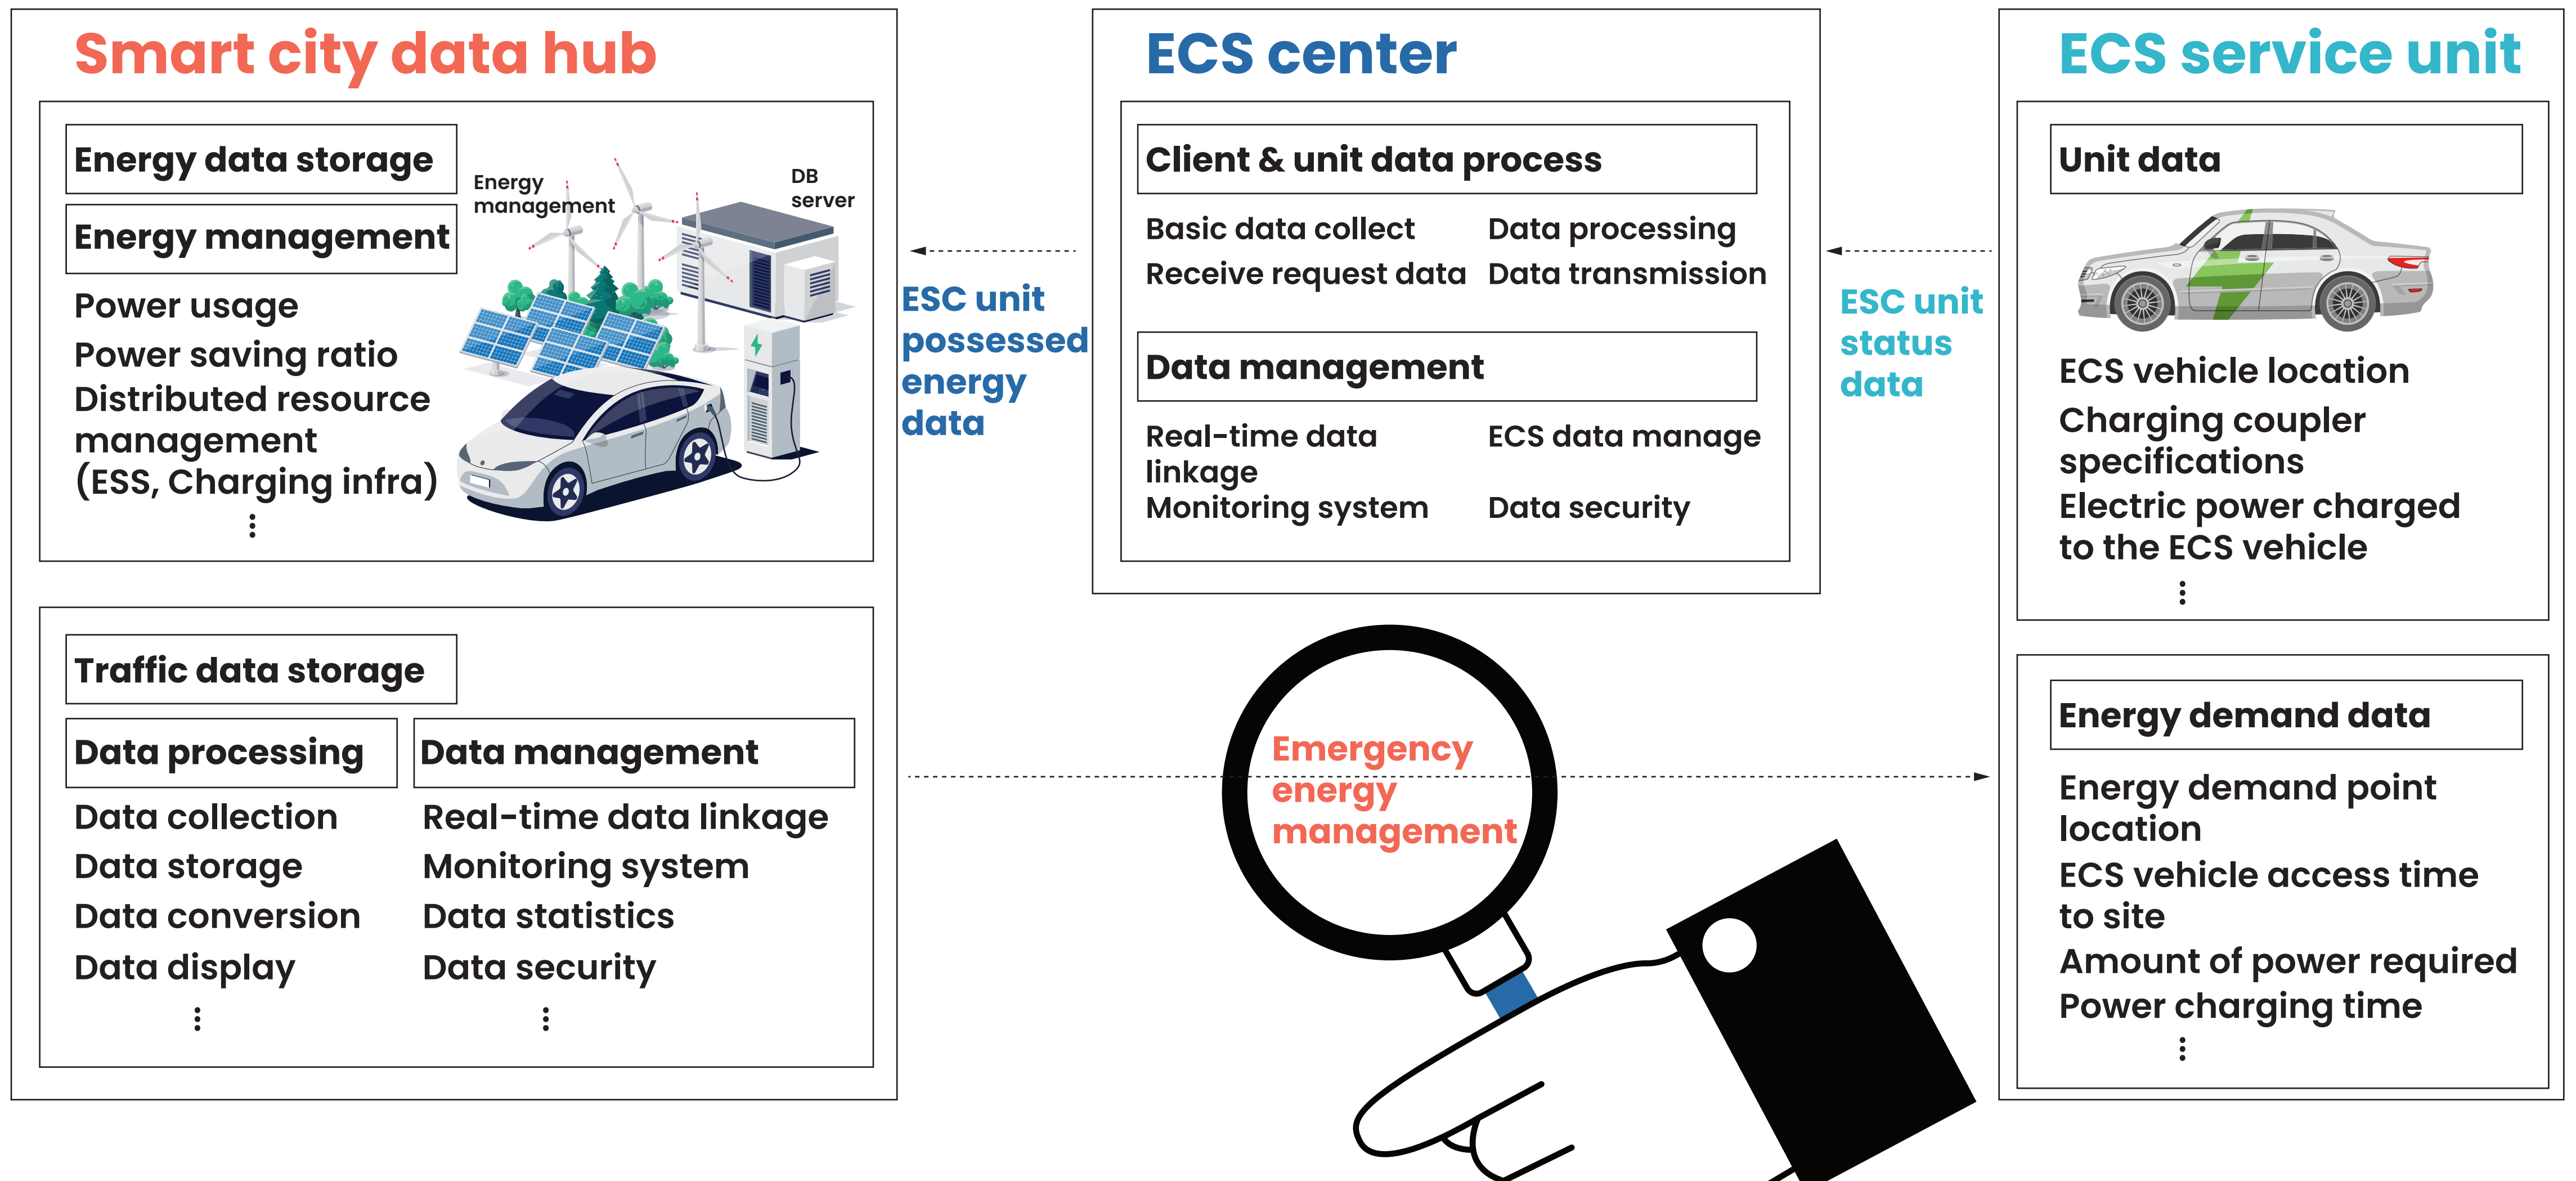 Smart city data hub
Energy data storage
Energy management
Power usage
Power saving ratio
Distributed resource
management
(ESS, Charging infra)
Energy
management
DB
server
Traffic data storage
Data processing
Data collection
Data storage
Data conversion
Data display
Data management
Real-time data linkage
Monitoring system
Data statistics
Data security
ESC unit
possessed
energy
data
ECS center
Client & unit data process
Basic data collect
Data processing
Receive request data
Data transmission
Data management
Real-time data
linkage
ECS data manage
Monitoring system
Data security
ESC unit
status
data
Emergency
energy
management
ECS service unit
Unit data
ECS vehicle location
Charging coupler
specifications
Electric power charged
to the ECS vehicle
Energy demand data
Energy demand point
location
ECS vehicle access time
to site
Amount of power required
Power charging time